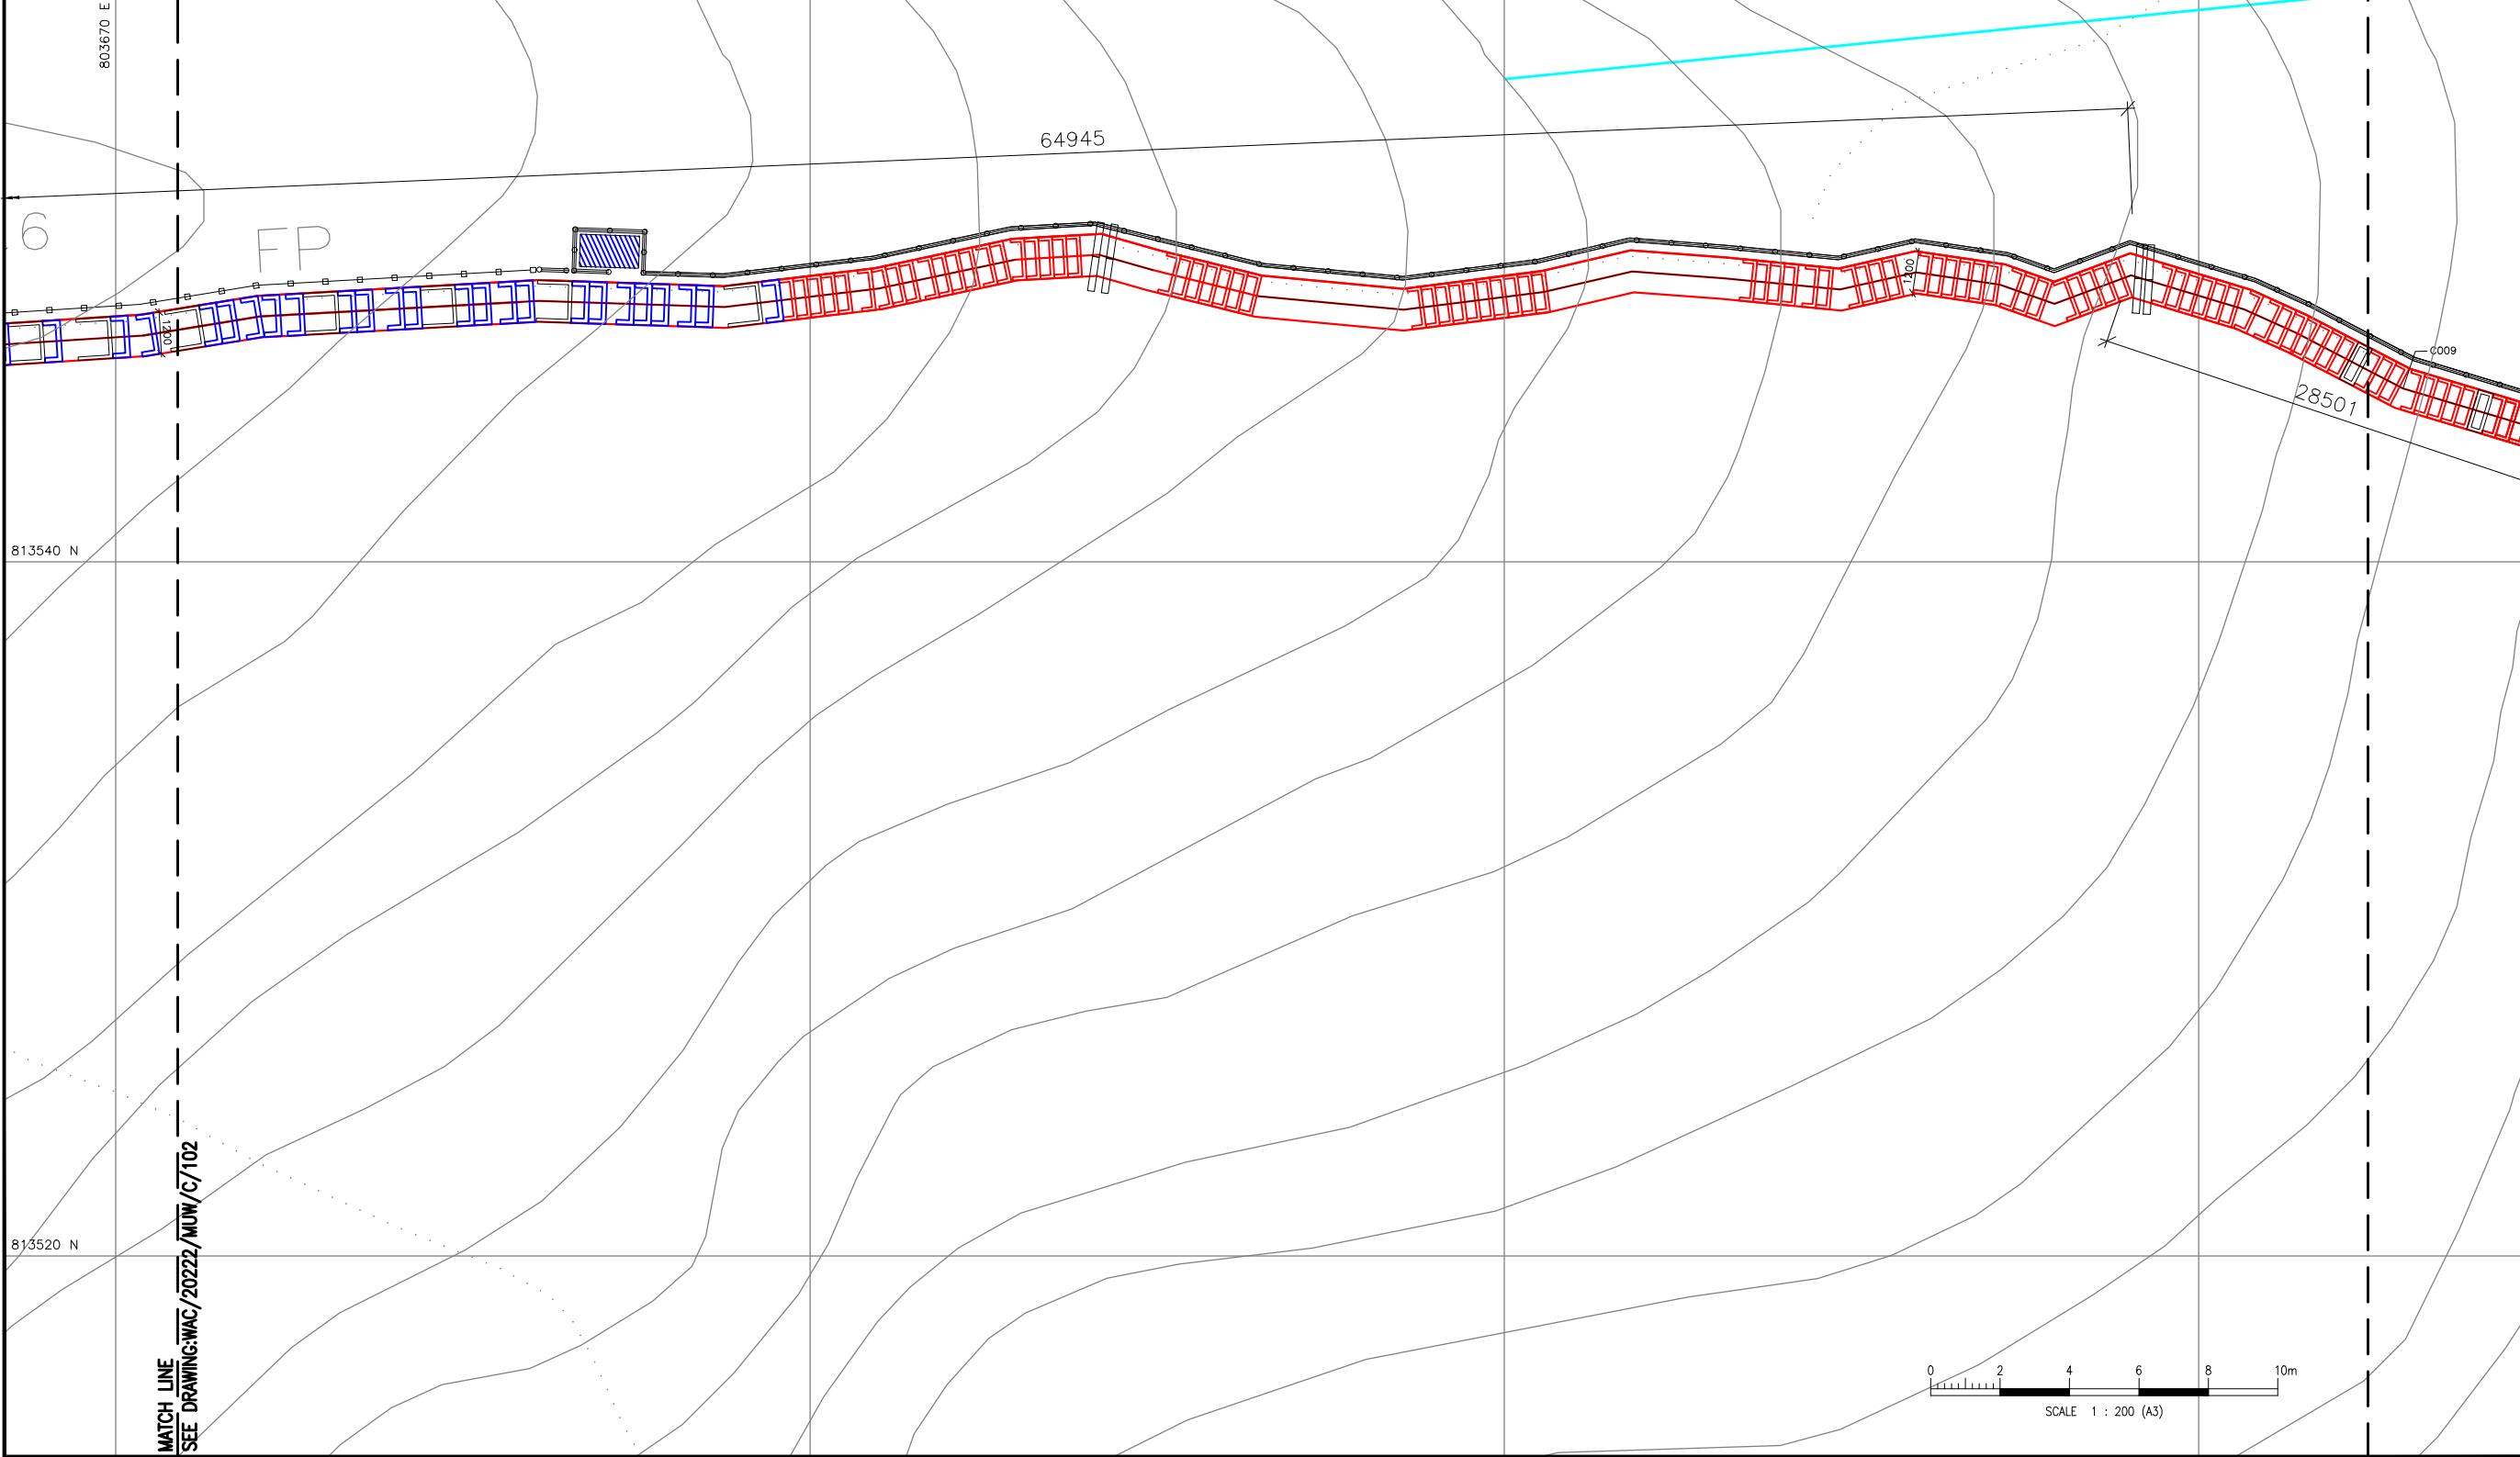 803670 E
64945
6
FP
1200
1200
C009
28501
813540 N
813520 N
MATCH LINE
SEE DRAWING:WAC/20222/MUW/C/102
0 2 4 6 8 10m
SCALE 1 : 200 (A3)